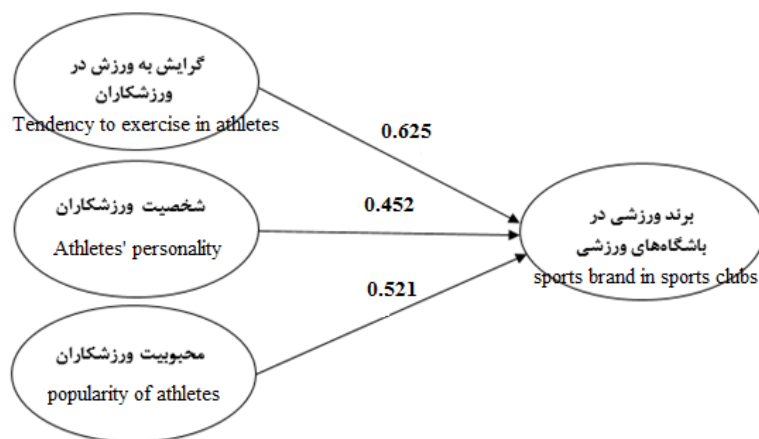 گرایش به ورزش در
ورزشکاران
Tendency to exercise in athletes
0.625
شخصیت ورزشکاران
Athletes' personality
0.452
برند ورزشی در
باشگاه‌های ورزشی
sports brand in sports clubs
0.521
محبوبیت ورزشکاران
popularity of athletes